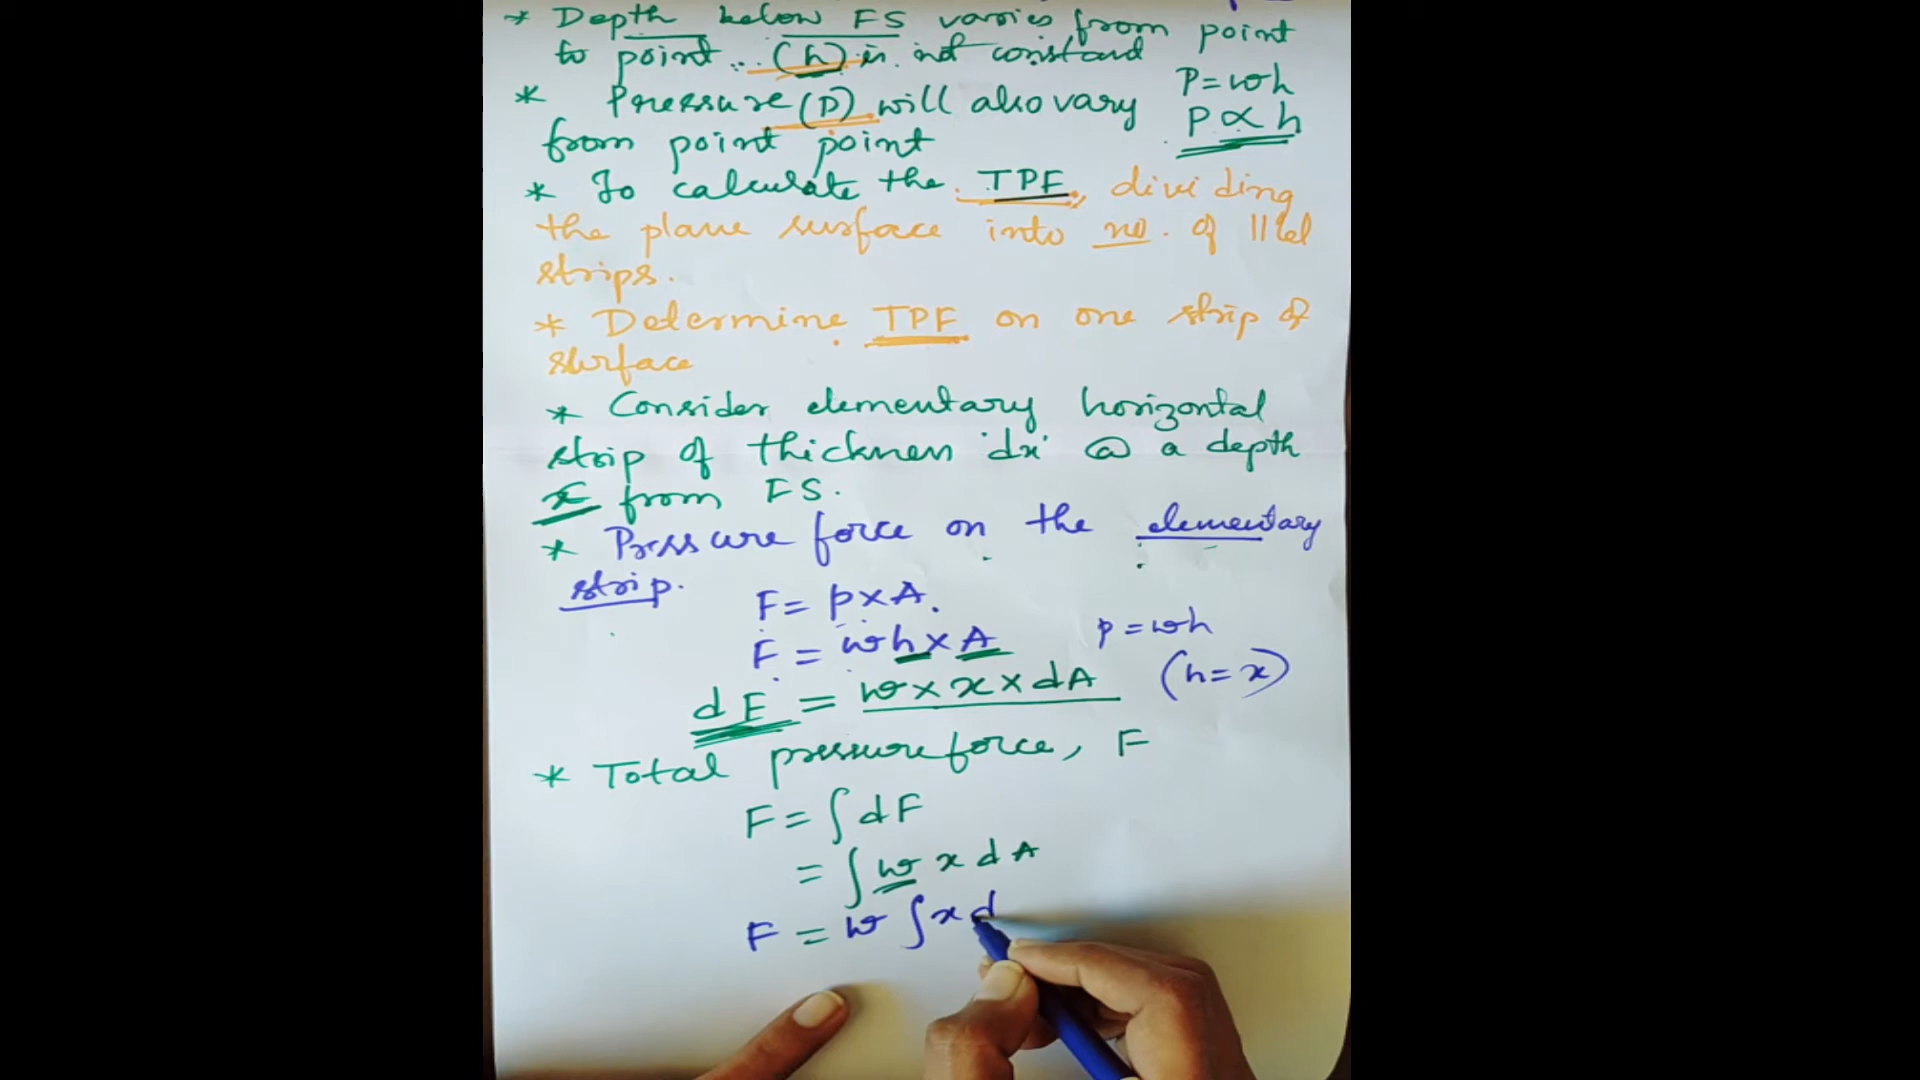 * Depth below FS varies from point
to point ∴ (h) is not constant
P = wh
* Pressure (P) will also vary
P ∝ h
from point point
* To calculate the TPF, dividing
the plane surface into no. of ||lel
strips.
* Determine TPF on one strip of
surface
* Consider elementary horizontal
strip of thickness 'dx' @ a depth
x from FS.
* Pressure force on the elementary
strip.
F = p×A.
F = wh×A
p = wh
(h=x)
dF = w×x×dA
* Total pressure force, F
F = ∫dF
= ∫w x dA
F = w ∫x d